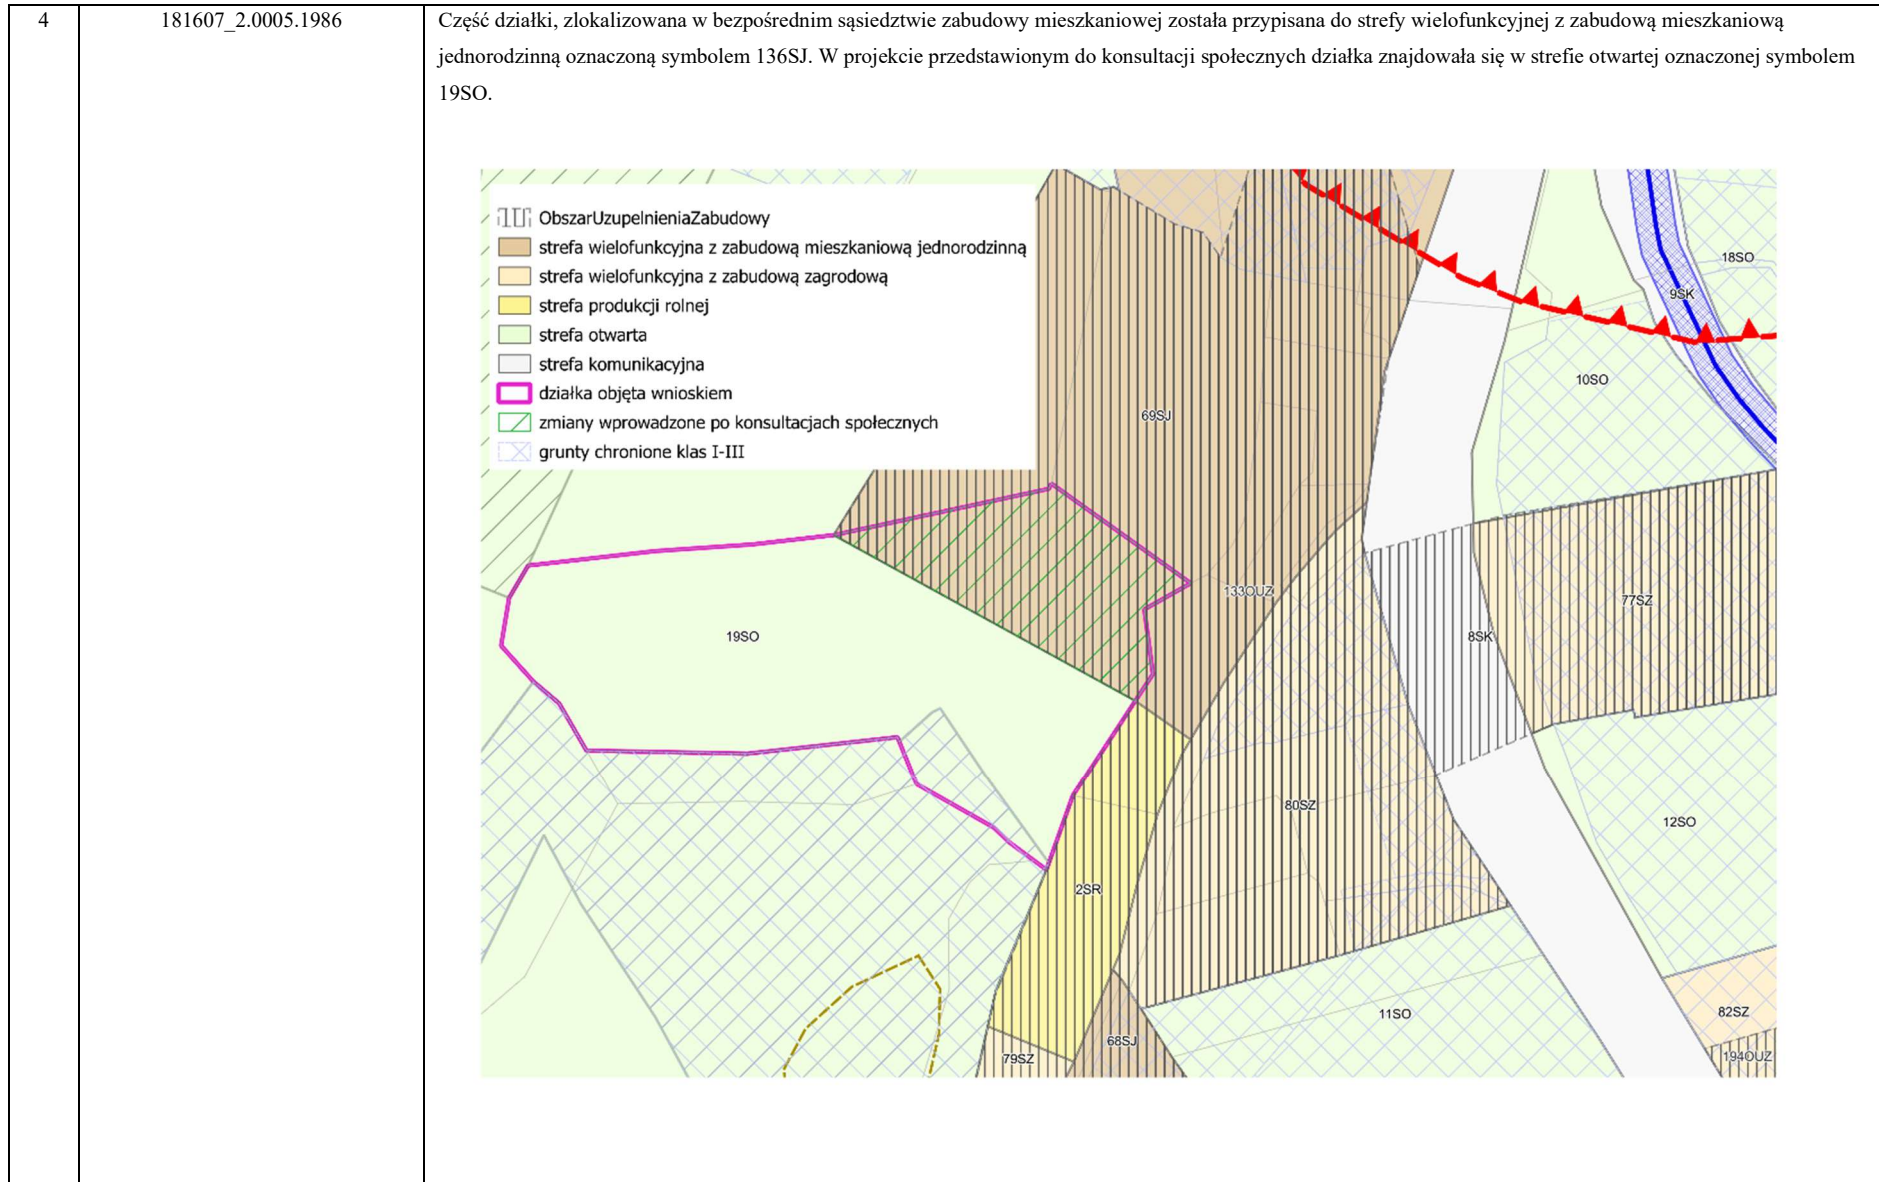 4
181607_2.0005.1986
Część działki, zlokalizowana w bezpośrednim sąsiedztwie zabudowy mieszkaniowej została przypisana do strefy wielofunkcyjnej z zabudową mieszkaniową
jednorodzinną oznaczoną symbolem 136SJ. W projekcie przedstawionym do konsultacji społecznych działka znajdowała się w strefie otwartej oznaczonej symbolem
19SO.
ObszarUzupelnieniaZabudowy
strefa wielofunkcyjna z zabudową mieszkaniową jednorodzinną
strefa wielofunkcyjna z zabudową zagrodową
strefa produkcji rolnej
strefa otwarta
strefa komunikacyjna
działka objęta wnioskiem
zmiany wprowadzone po konsultacjach społecznych
grunty chronione klas I-III
18SO
9SK
10SO
69SJ
133OUZ
77SZ
19SO
8SK
80SZ
12SO
2SR
11SO
82SZ
68SJ
79SZ
194OUZ